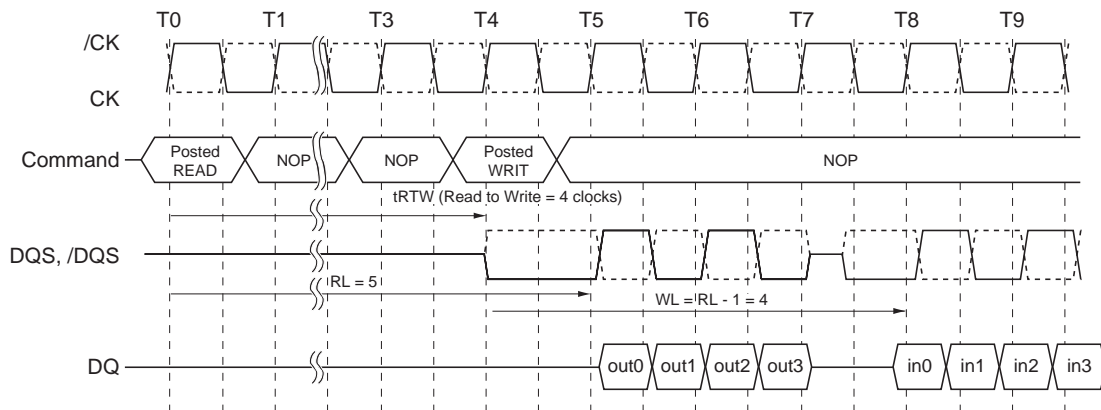 T0 T1 T3 T4 T5 T6 T7 T8 T9
/CK
CK
Command
Posted READ
NOP
NOP
Posted WRIT
NOP
tRTW (Read to Write = 4 clocks)
DQS, /DQS
RL = 5
WL = RL - 1 = 4
DQ
out0 out1 out2 out3 in0 in1 in2 in3